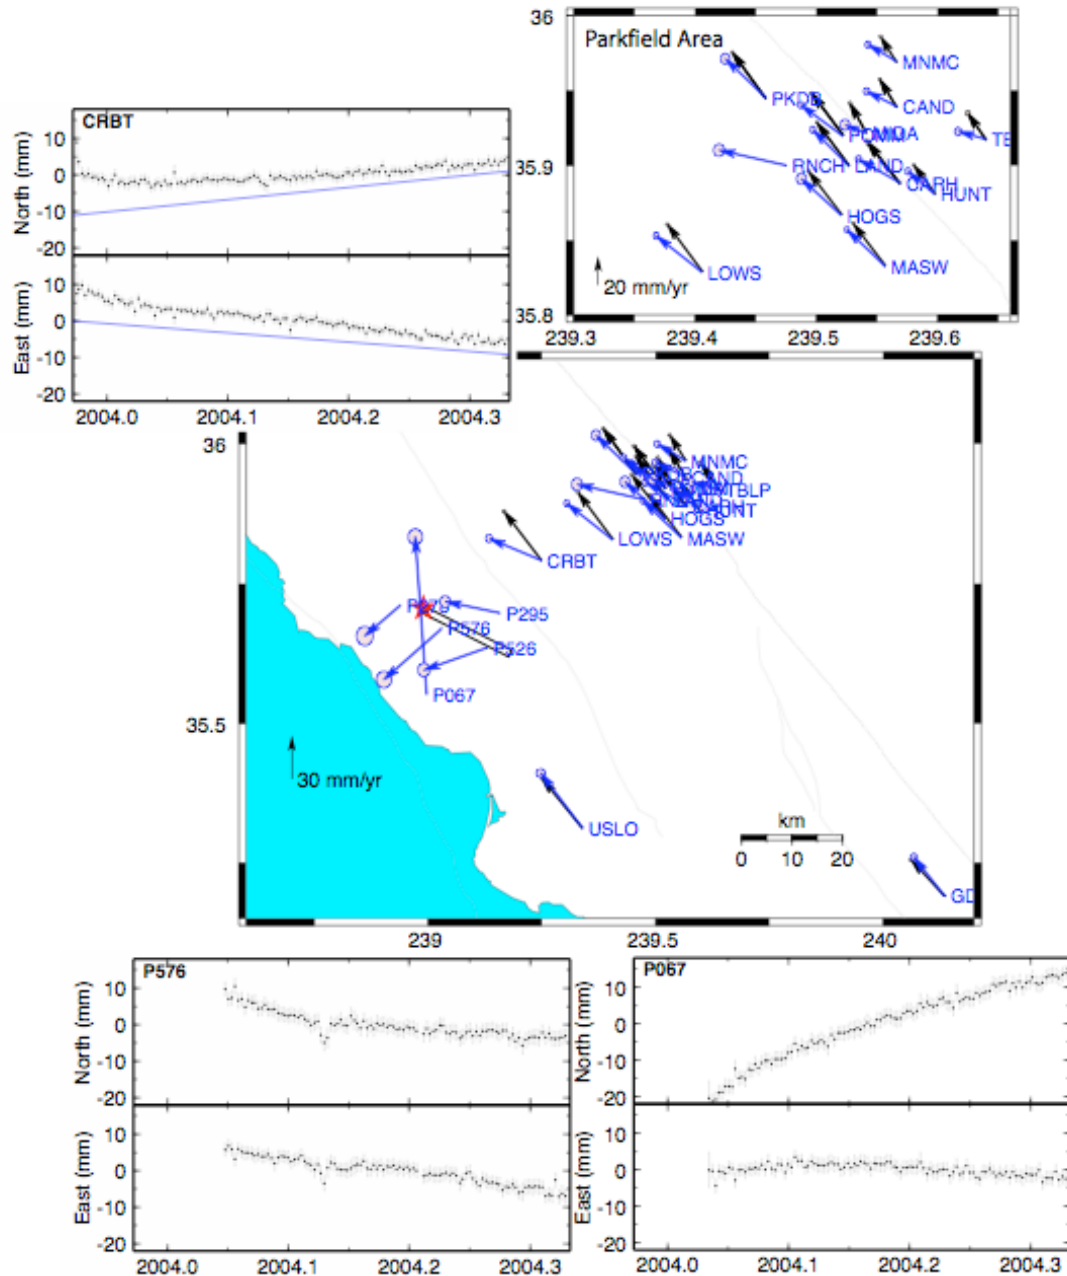 36
Parkfield Area
MNMC
PKDB
CAND
POMM
MIDA
35.9
RNCH
LAND
CARH
HUNT
HOGS
LOWS
MASW
20 mm/yr
35.8
239.3
239.4
239.5
239.6
CRBT
North (mm)
10
0
-10
-20
East (mm)
10
0
-10
-20
2004.0
2004.1
2004.2
2004.3
36
MNMC
CAND
TBLP
HUNT
HOGS
LOWS
MASW
CRBT
P295
P576
P526
P067
35.5
30 mm/yr
USLO
km
0 10 20
GD
239
239.5
240
P576
North (mm)
10
0
-10
-20
East (mm)
10
0
-10
-20
2004.0
2004.1
2004.2
2004.3
P067
North (mm)
10
0
-10
-20
East (mm)
10
0
-10
-20
2004.0
2004.1
2004.2
2004.3